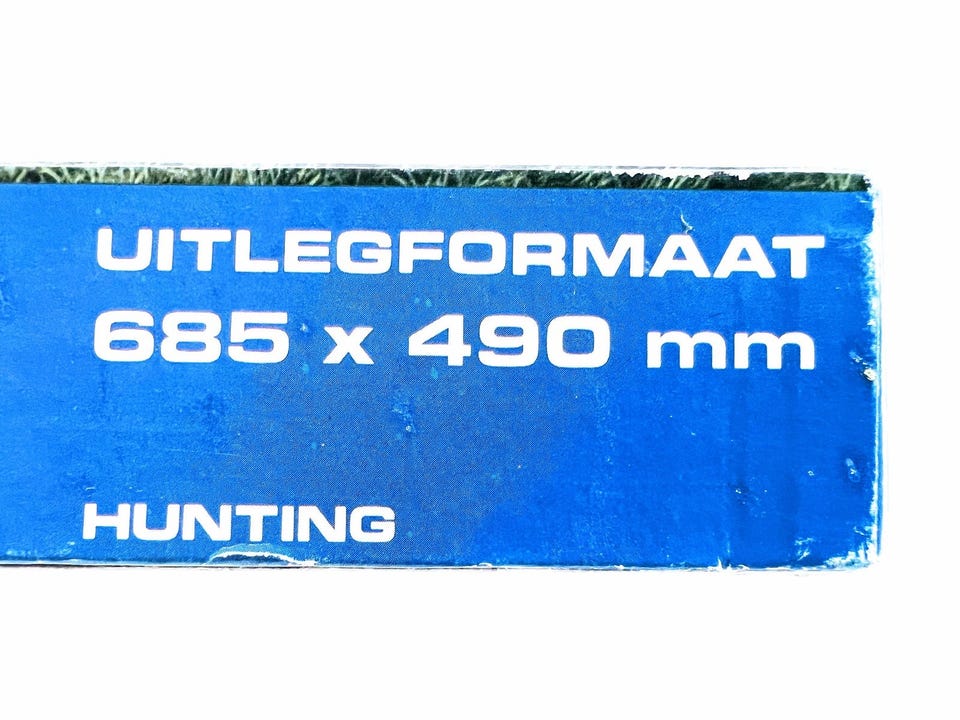 UITLEGFORMAAT
685 x 490 mm
HUNTING